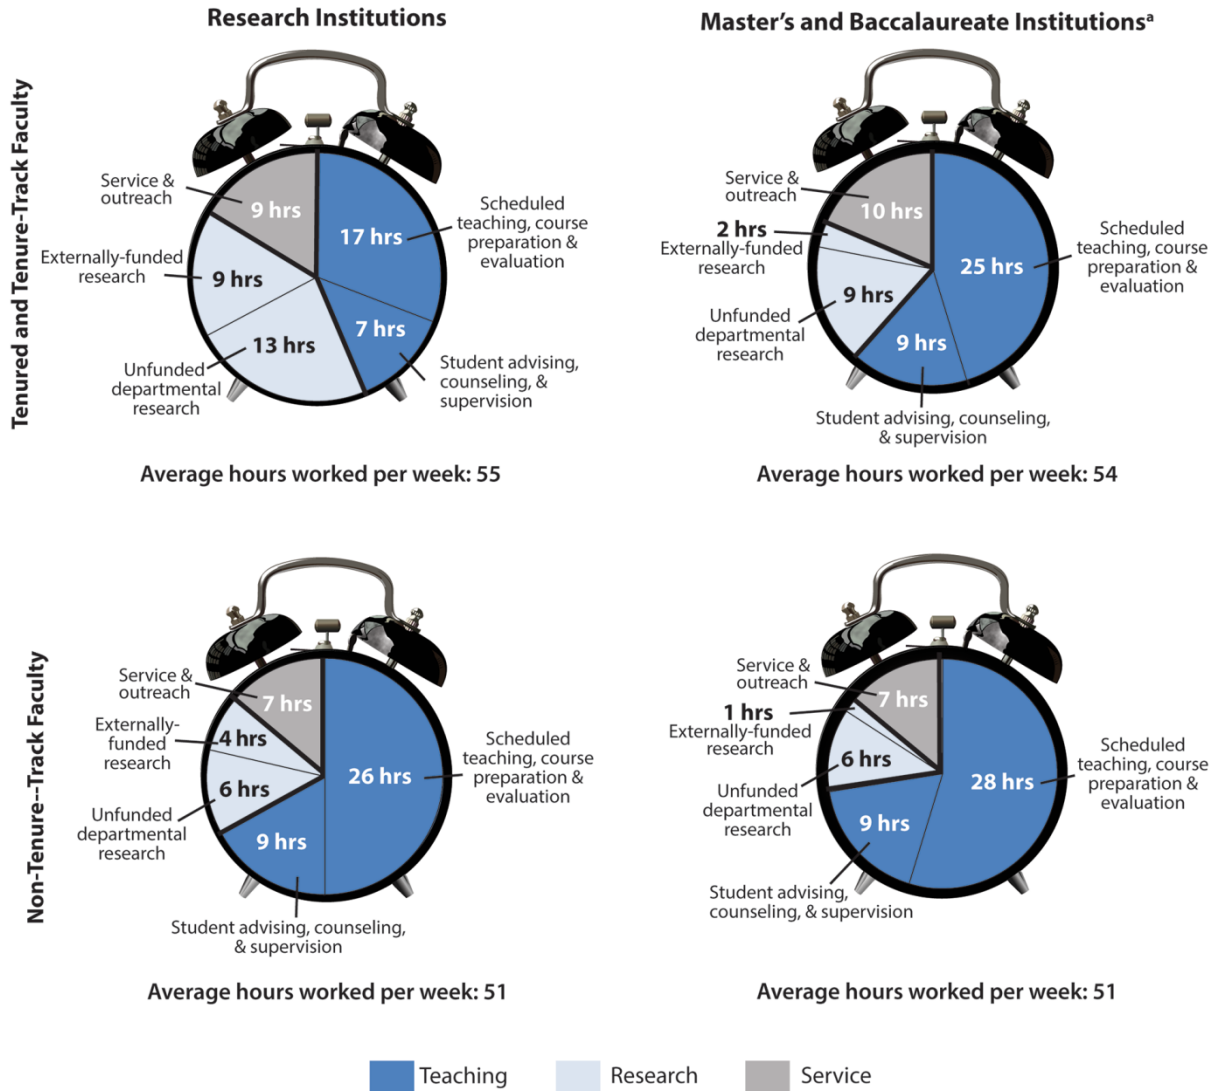 Research Institutions
Master's and Baccalaureate Institutionsª
Tenured and Tenure-Track Faculty
Service &
outreach
9 hrs
17 hrs
Scheduled
teaching, course
preparation &
evaluation
Externally-funded
research
9 hrs
7 hrs
13 hrs
Unfunded
departmental
research
Student advising,
counseling, &
supervision
Average hours worked per week: 55
Service &
outreach
10 hrs
2 hrs
Externally-funded
research
25 hrs
Scheduled
teaching, course
preparation &
evaluation
Unfunded
departmental
research
9 hrs
9 hrs
Student advising, counseling,
& supervision
Average hours worked per week: 54
Non-Tenure--Track Faculty
Service &
outreach
7 hrs
Externally-
funded
research
4 hrs
26 hrs
Scheduled
teaching, course
preparation &
evaluation
6 hrs
Unfunded
departmental
research
9 hrs
Student advising, counseling,
& supervision
Average hours worked per week: 51
Service &
outreach
7 hrs
1 hrs
Externally-funded
research
6 hrs
28 hrs
Scheduled
teaching, course
preparation &
evaluation
Unfunded
departmental
research
9 hrs
Student advising,
counseling, & supervision
Average hours worked per week: 51
Teaching
Research
Service